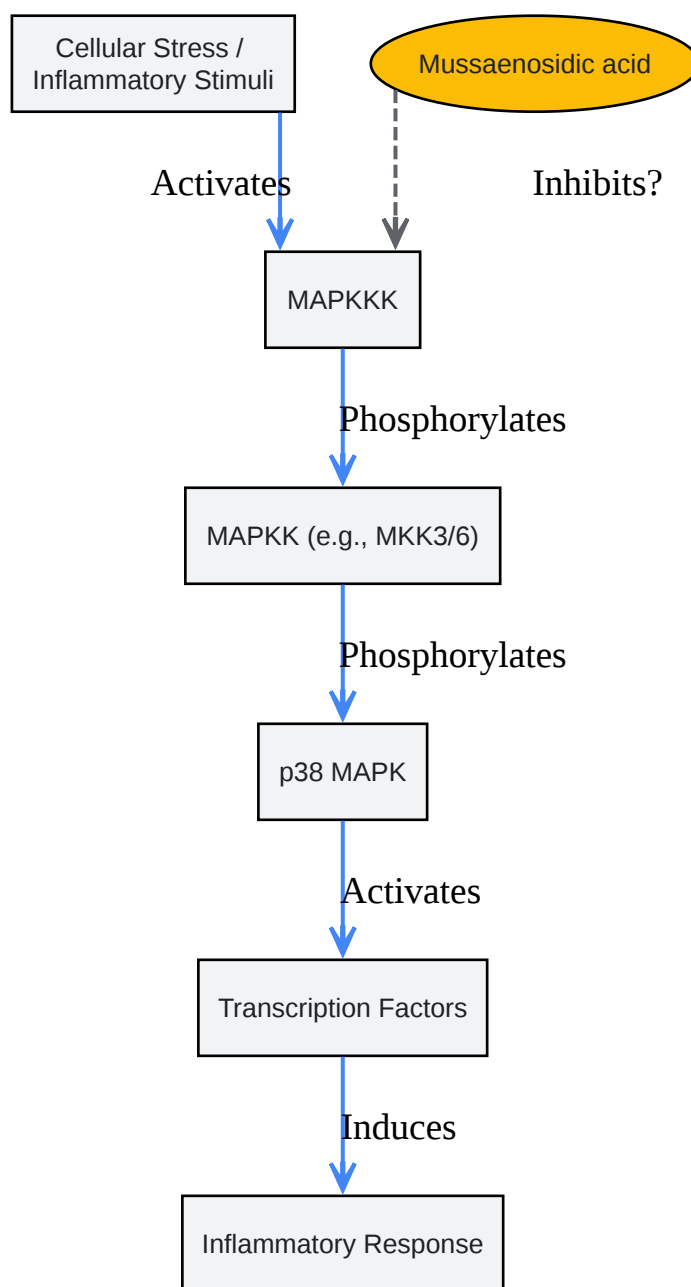 Cellular Stress /
Inflammatory Stimuli
Mussaenosidic acid
Activates
Inhibits?
MAPKKK
Phosphorylates
MAPKK (e.g., MKK3/6)
Phosphorylates
p38 MAPK
Activates
Transcription Factors
Induces
Inflammatory Response